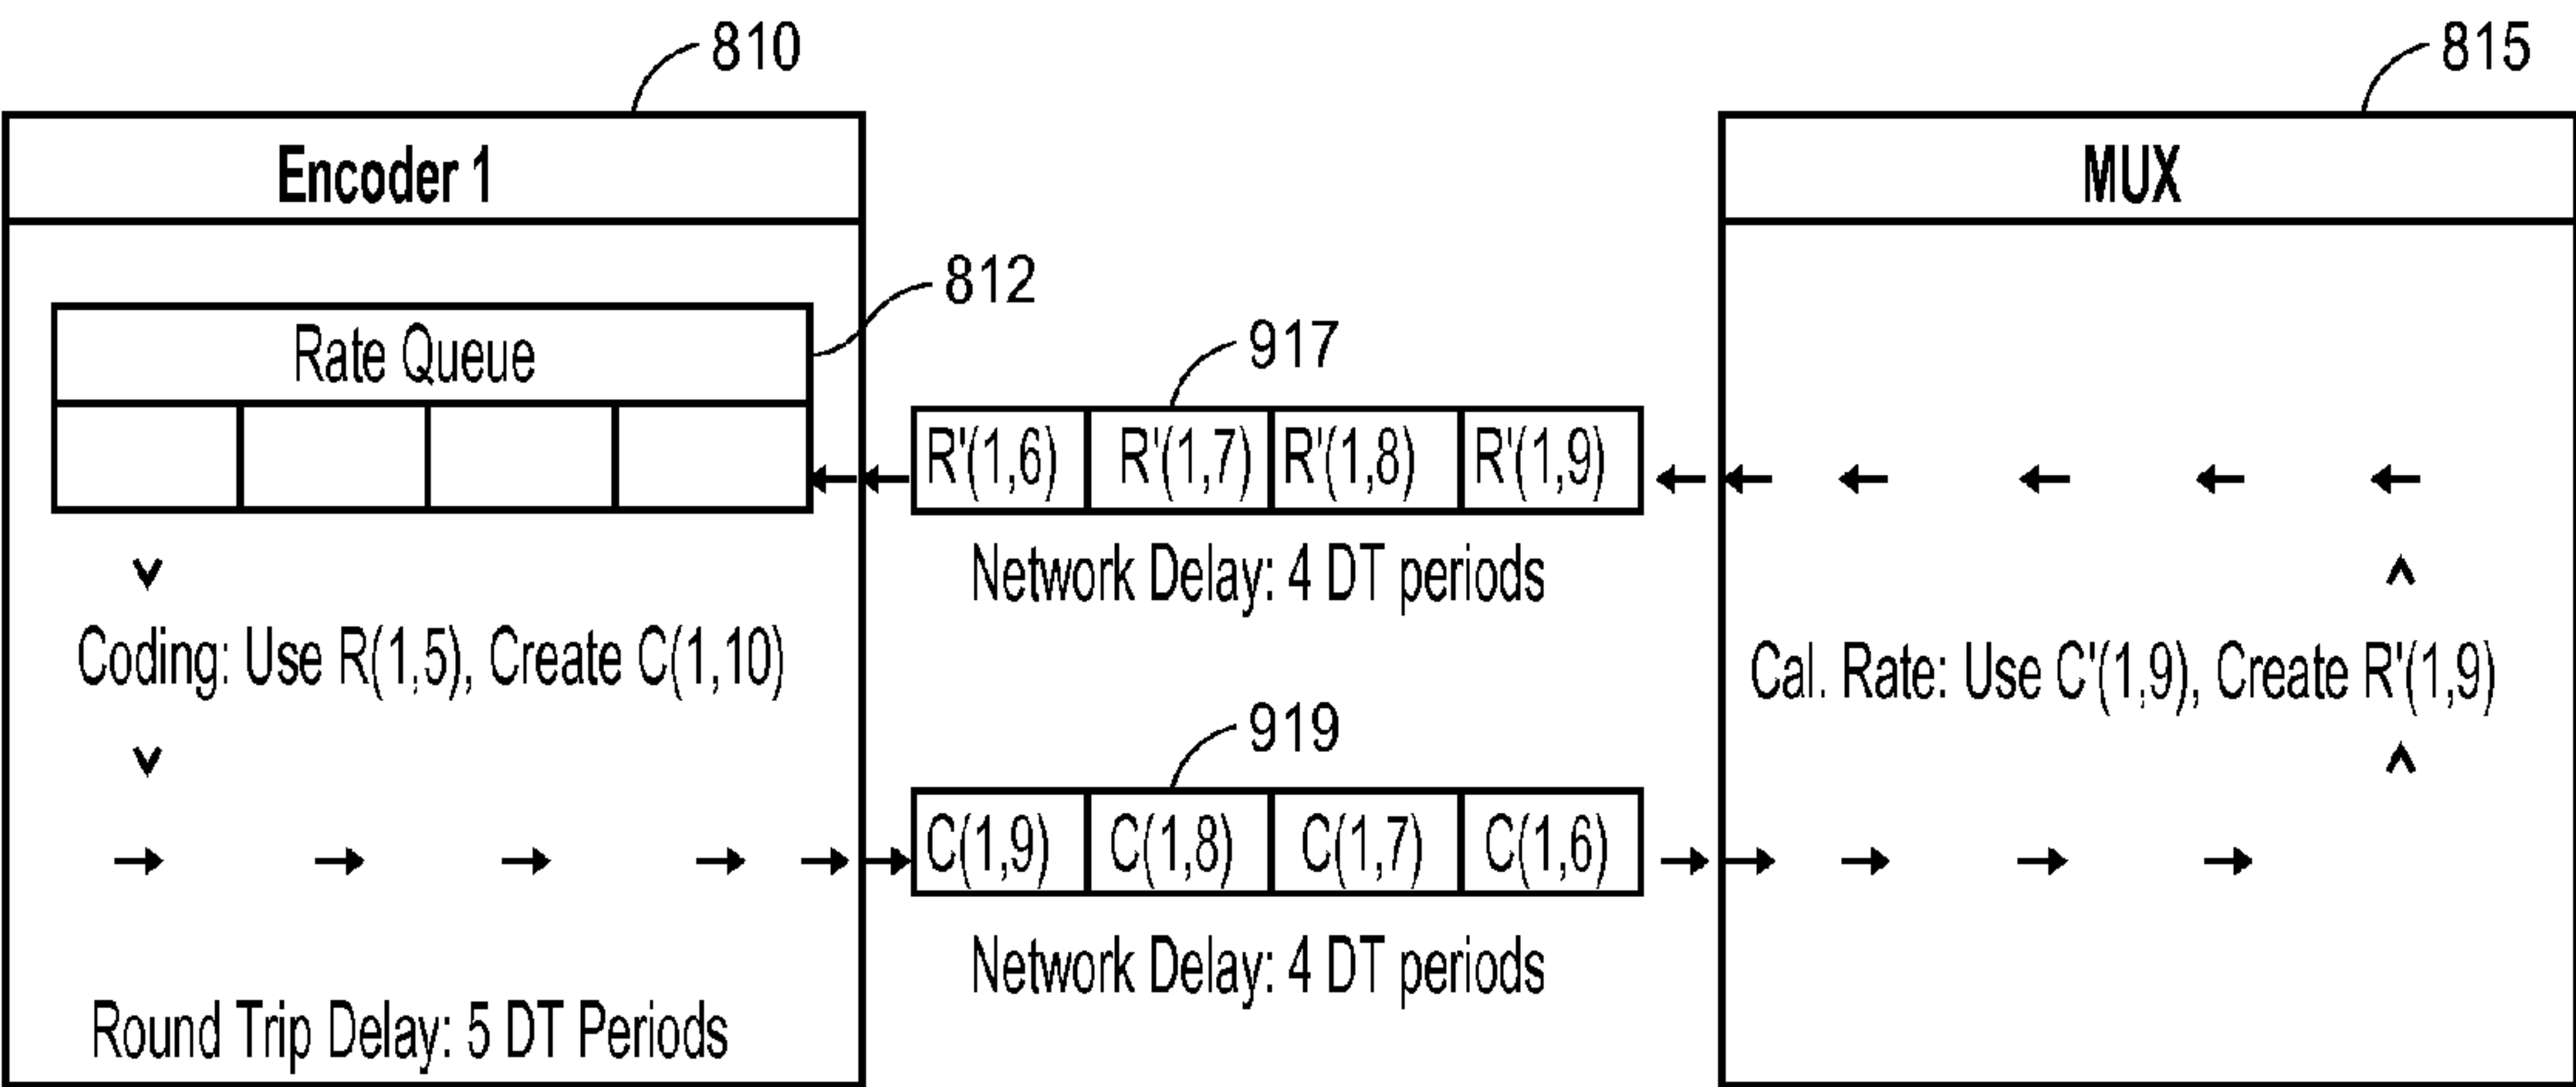 810
815
Encoder 1
MUX
812
Rate Queue
917
R'(1,6) R'(1,7) R'(1,8) R'(1,9)
Network Delay: 4 DT periods
Coding: Use R(1,5), Create C(1,10)
Cal. Rate: Use C'(1,9), Create R'(1,9)
919
C(1,9) C(1,8) C(1,7) C(1,6)
Network Delay: 4 DT periods
Round Trip Delay: 5 DT Periods